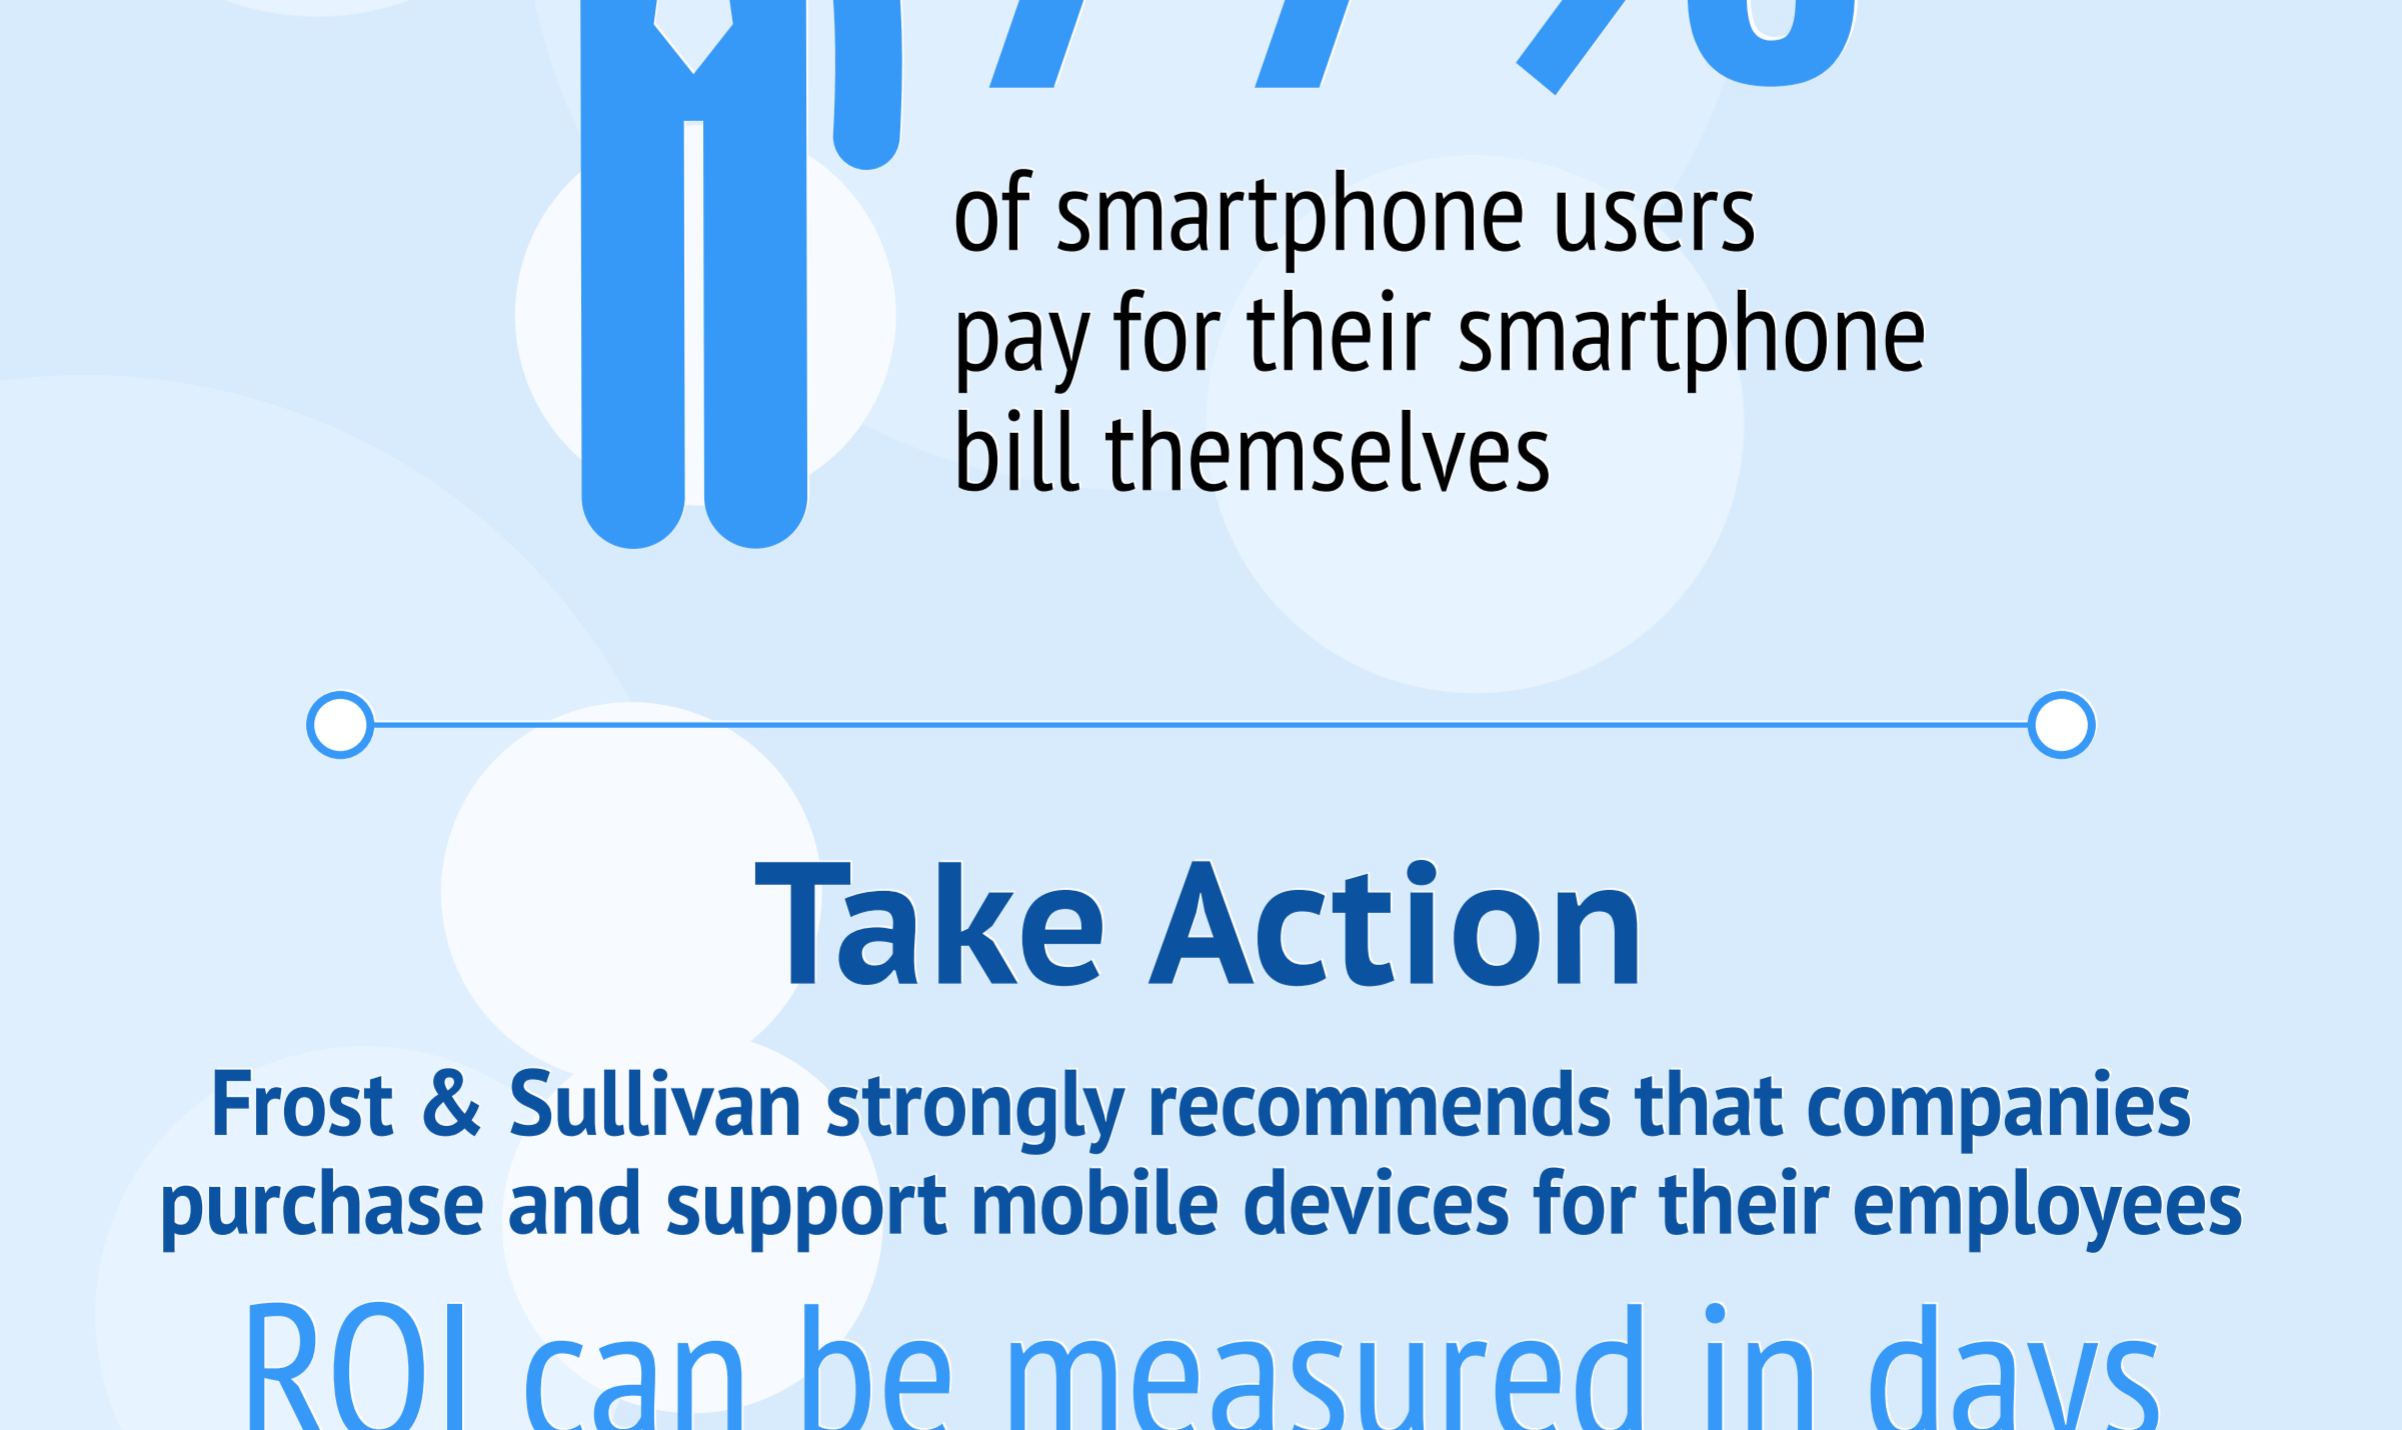 of smartphone users
pay for their smartphone
bill themselves
Take Action
Frost & Sullivan strongly recommends that companies
purchase and support mobile devices for their employees
ROI can be measured in days